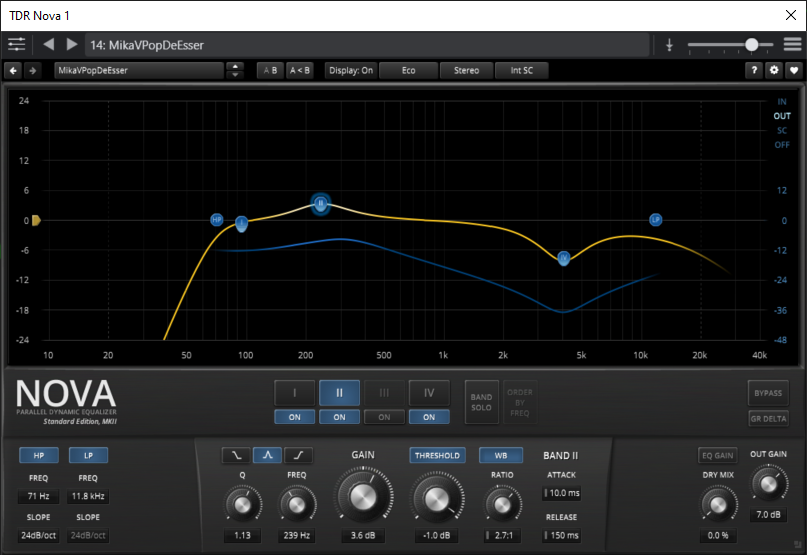 TDR Nova 1
14: MikaVPopDeEsser
MikaVPopDeEsser A B A < B Display: On Eco Stereo Int SC ?
24 IN
OUT
18 SC
OFF
12
6 12
0 HP I II IV LP 0
-6 -12
-12 -24
-18 -36
-24 -48
10 20 50 100 200 500 1k 2k 5k 10k 20k 40k
NOVA
PARALLEL DYNAMIC EQUALIZER
Standard Edition, MKII
I II III IV
ON ON ON ON
BAND
SOLO
ORDER
BY
FREQ
BYPASS
GR DELTA
HP LP
FREQ FREQ
71 Hz 11.8 kHz
SLOPE SLOPE
24dB/oct 24dB/oct
Q FREQ
1.13 239 Hz
GAIN
3.6 dB
THRESHOLD
-1.0 dB
WB
RATIO
2.7:1
BAND II
ATTACK
10.0 ms
RELEASE
150 ms
EQ GAIN
DRY MIX
0.0 %
OUT GAIN
7.0 dB